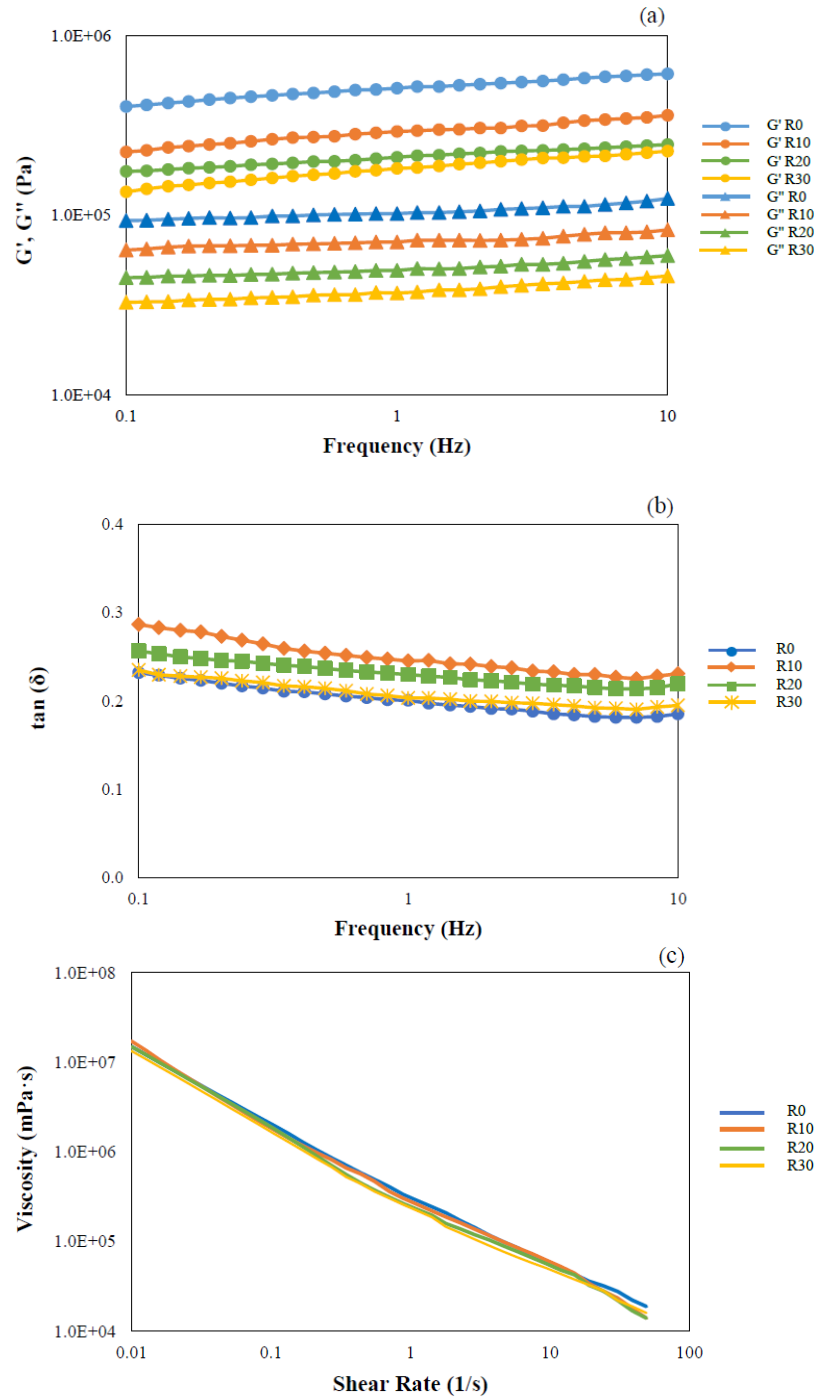 (a)
1.0E+06
1.0E+05
1.0E+04
G', G" (Pa)
0.1 1 10
Frequency (Hz)
G' R0
G' R10
G' R20
G' R30
G" R0
G" R10
G" R20
G" R30
(b)
0.4
0.3
0.2
0.1
0.0
tan (δ)
0.1 1 10
Frequency (Hz)
R0
R10
R20
R30
(c)
1.0E+08
1.0E+07
1.0E+06
1.0E+05
1.0E+04
Viscosity (mPa·s)
0.01 0.1 1 10 100
Shear Rate (1/s)
R0
R10
R20
R30